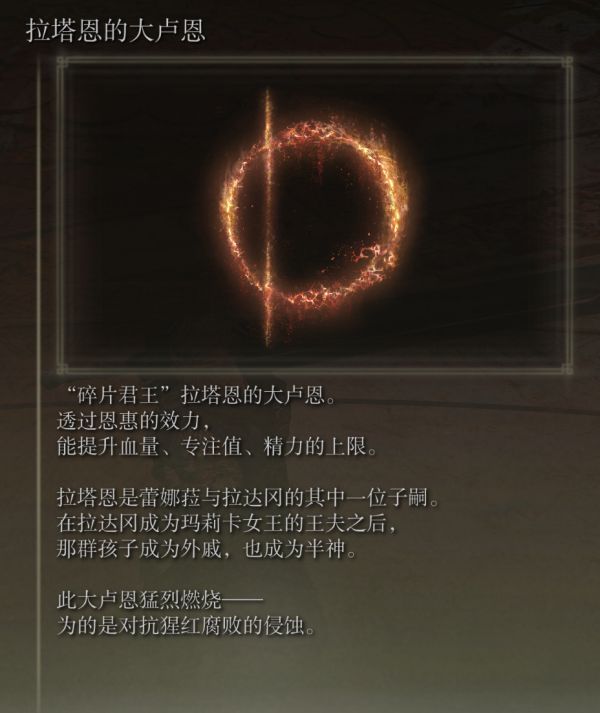 拉塔恩的大卢恩
“碎片君王”拉塔恩的大卢恩。
透过恩惠的效力，
能提升血量、专注值、精力的上限。
拉塔恩是蕾娜菈与拉达冈的其中一位子嗣。
在拉达冈成为玛莉卡女王的王夫之后，
那群孩子成为外戚，也成为半神。
此大卢恩猛烈燃烧——
为的是对抗猩红腐败的侵蚀。